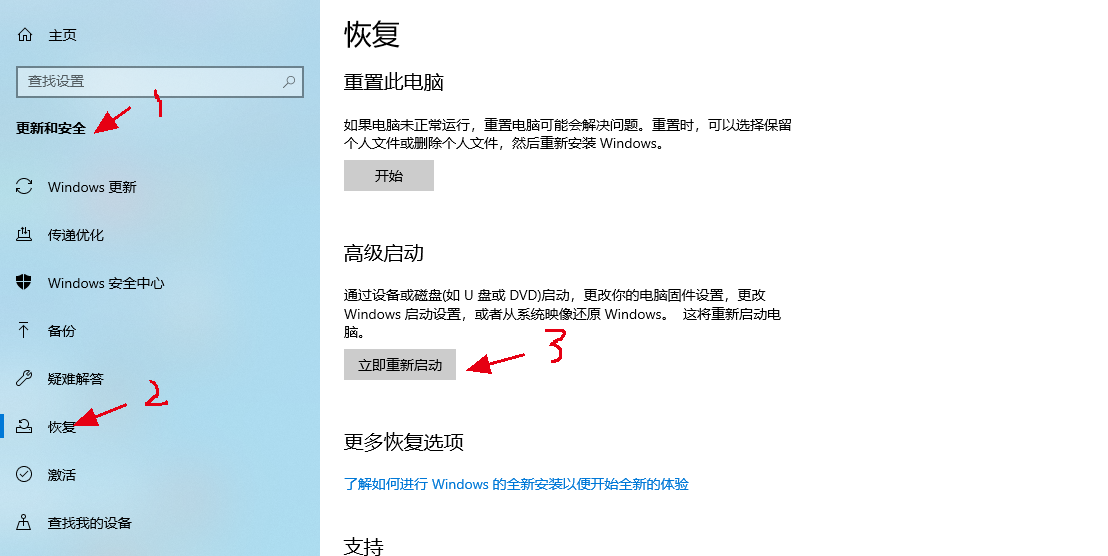 主页
查找设置
1
更新和安全
Windows 更新
传递优化
Windows 安全中心
备份
疑难解答
2
恢复
激活
查找我的设备
恢复
重置此电脑
如果电脑未正常运行，重置电脑可能会解决问题。重置时，可以选择保留
个人文件或删除个人文件，然后重新安装 Windows。
开始
高级启动
通过设备或磁盘(如 U 盘或 DVD)启动，更改你的电脑固件设置，更改
Windows 启动设置，或者从系统映像还原 Windows。 这将重新启动电
脑。
立即重新启动
3
更多恢复选项
了解如何进行 Windows 的全新安装以便开始全新的体验
支持